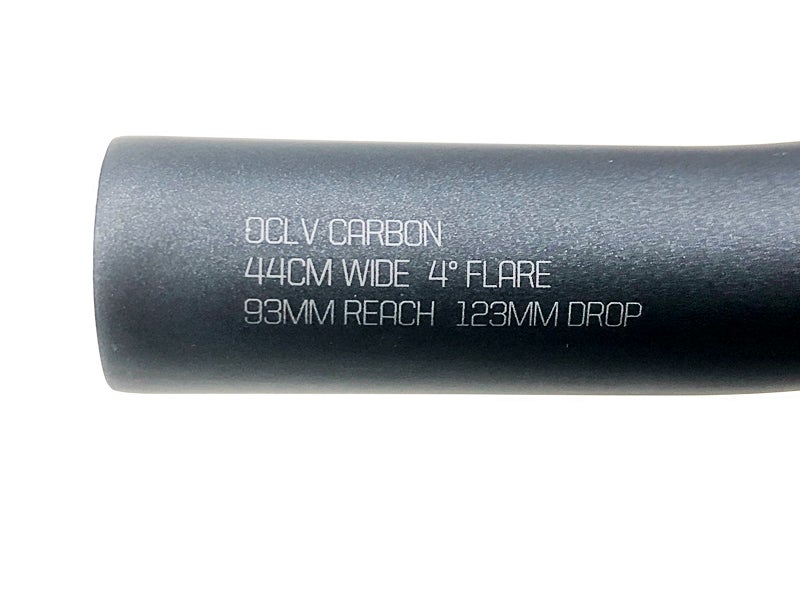 OCLV CARBON
44CM WIDE 4° FLARE
93MM REACH 123MM DROP